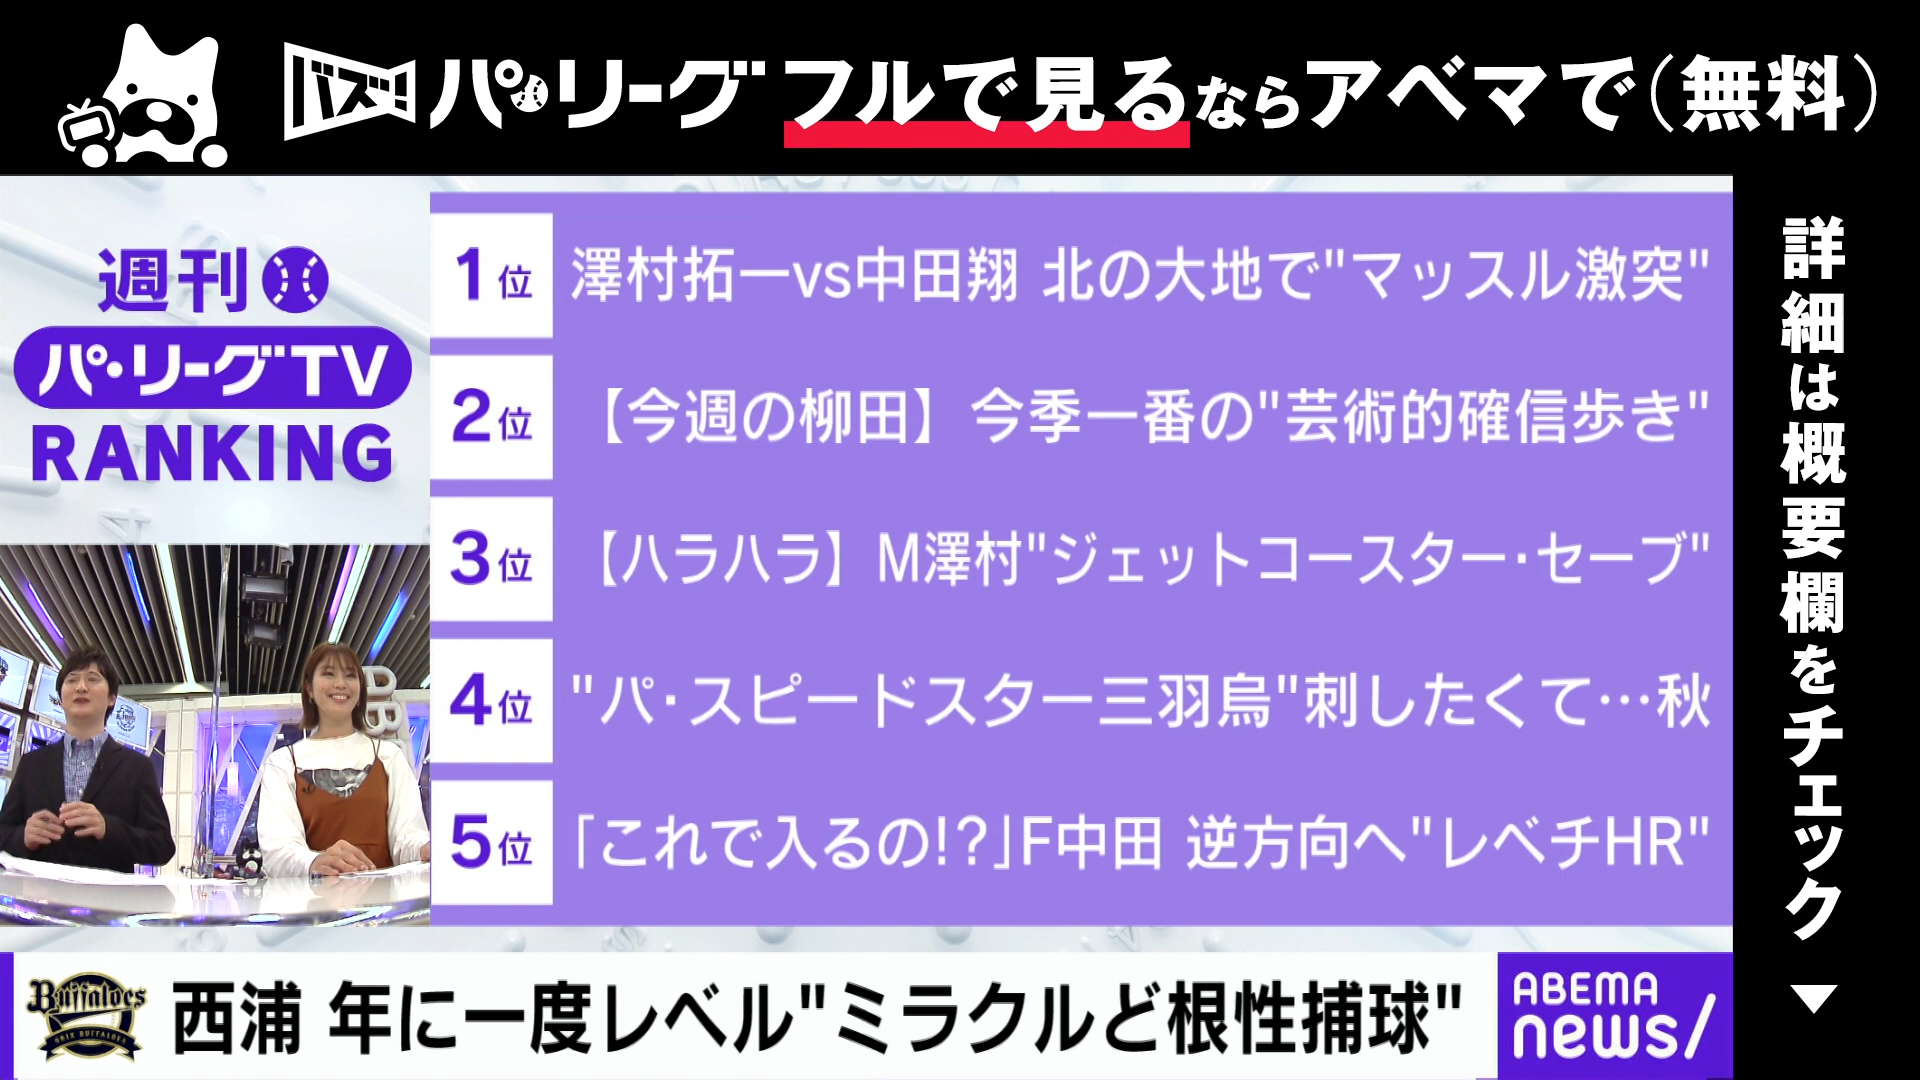 バズ!パ・リーグ フルで見るならアベマで(無料)
週刊
パ・リーグTV
RANKING
1位 澤村拓一vs中田翔 北の大地で"マッスル激突"
2位 【今週の柳田】今季一番の"芸術的確信歩き"
3位 【ハラハラ】M澤村"ジェットコースター・セーブ"
4位 "パ・スピードスター三羽烏"刺したくて…秋
5位 「これで入るの!?」F中田 逆方向へ"レベチHR"
詳細は概要欄をチェック
Buffaloes
ORIX BUFFALOES
西浦 年に一度レベル"ミラクルど根性捕球"
ABEMA
news/